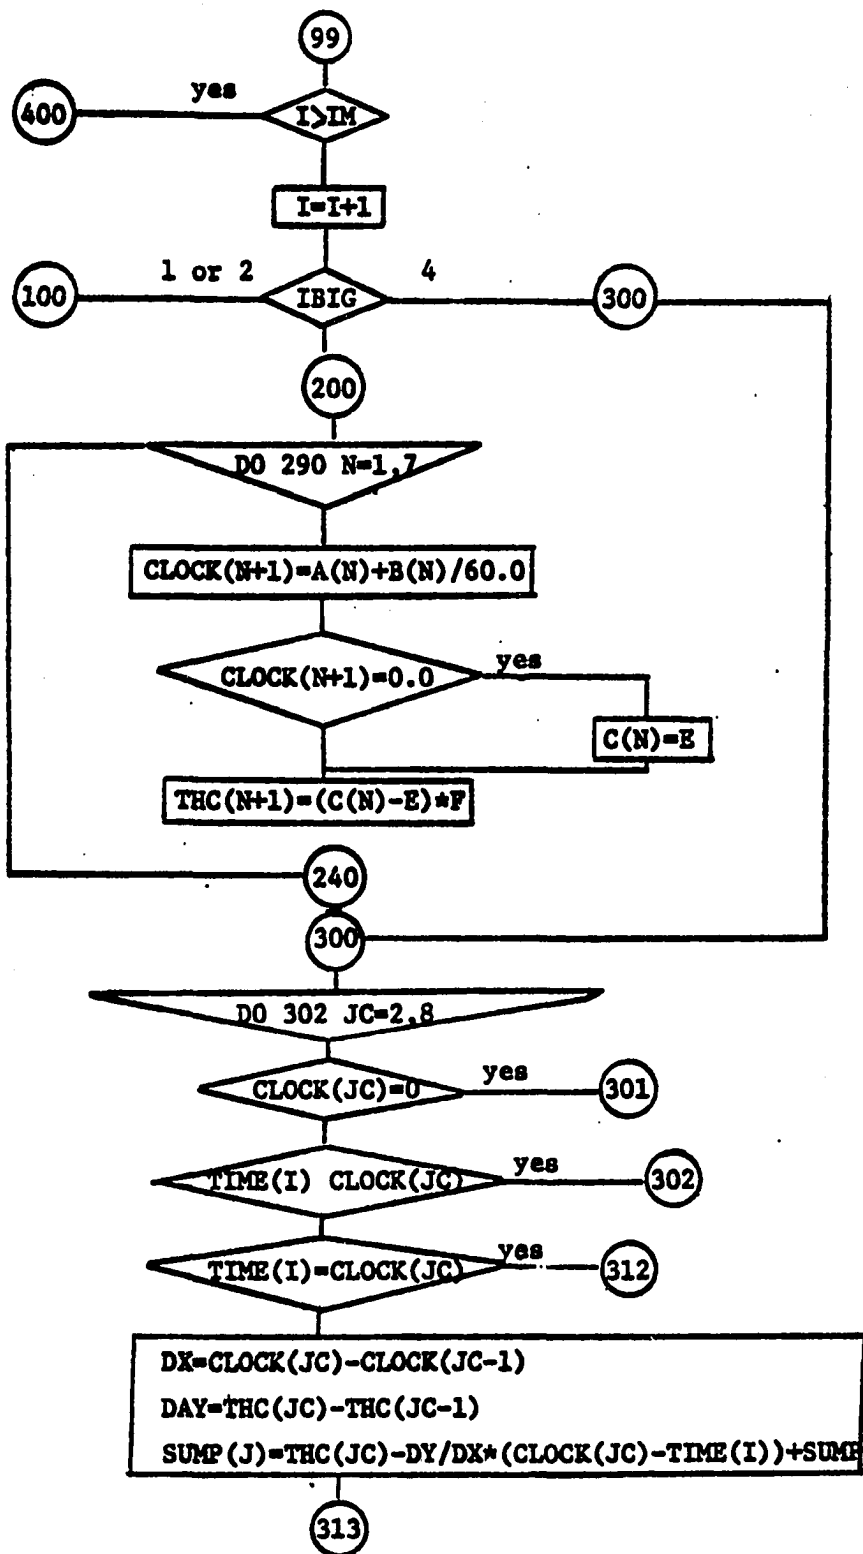 99
yes
400
I>IM
I=I+1
1 or 2
4
100
IBIG
300
200
DO 290 N=1,7
CLOCK(N+1)=A(N)+B(N)/60.0
CLOCK(N+1)=0.0
yes
C(N)=E
THC(N+1)=(C(N)-E)*F
240
300
DO 302 JC=2,8
CLOCK(JC)=0
yes
301
TIME(I) CLOCK(JC)
yes
302
TIME(I)=CLOCK(JC)
yes
312
DX=CLOCK(JC)-CLOCK(JC-1)
DAY=THC(JC)-THC(JC-1)
SUMP(J)=THC(JC)-DY/DX*(CLOCK(JC)-TIME(I))+SUMP
313